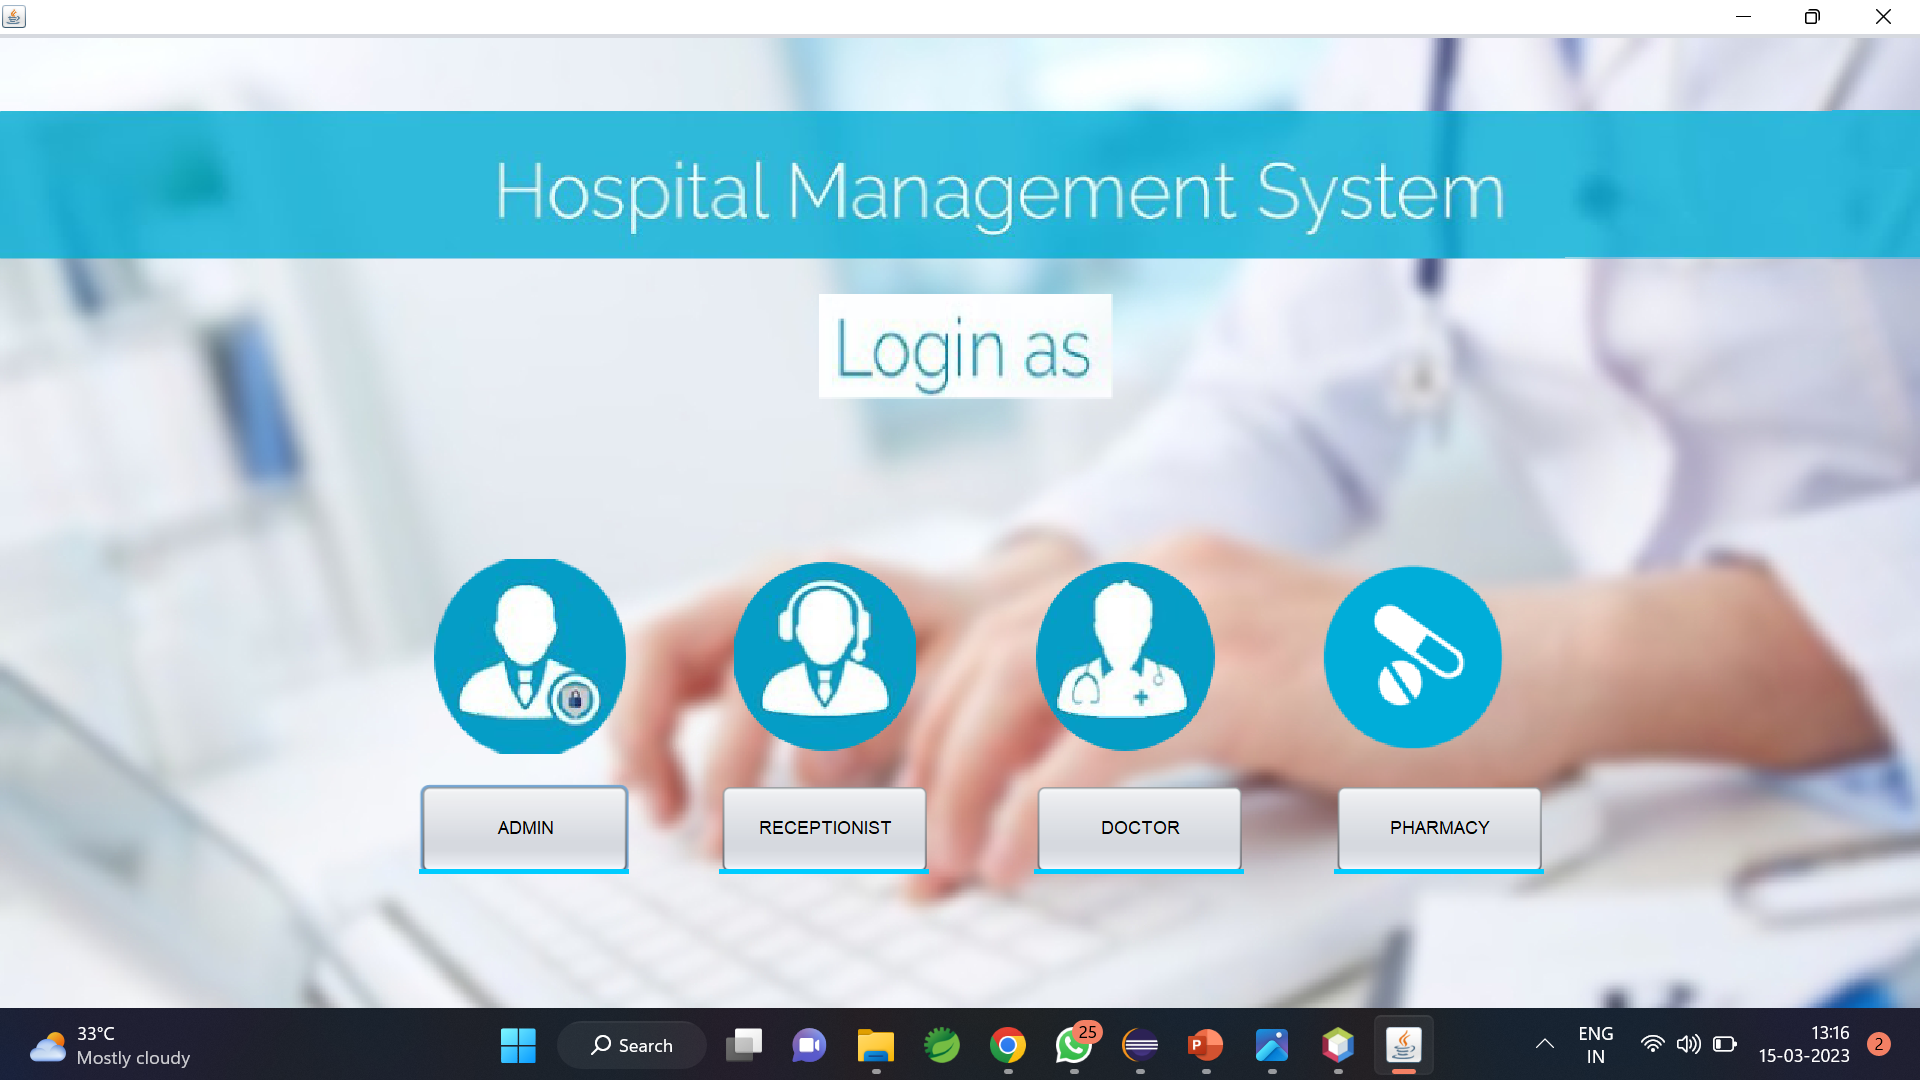 Hospital Management System
Login as
ADMIN
RECEPTIONIST
DOCTOR
PHARMACY
33°C
Mostly cloudy
Search
25
P
ENG
IN
13:16
15-03-2023
2